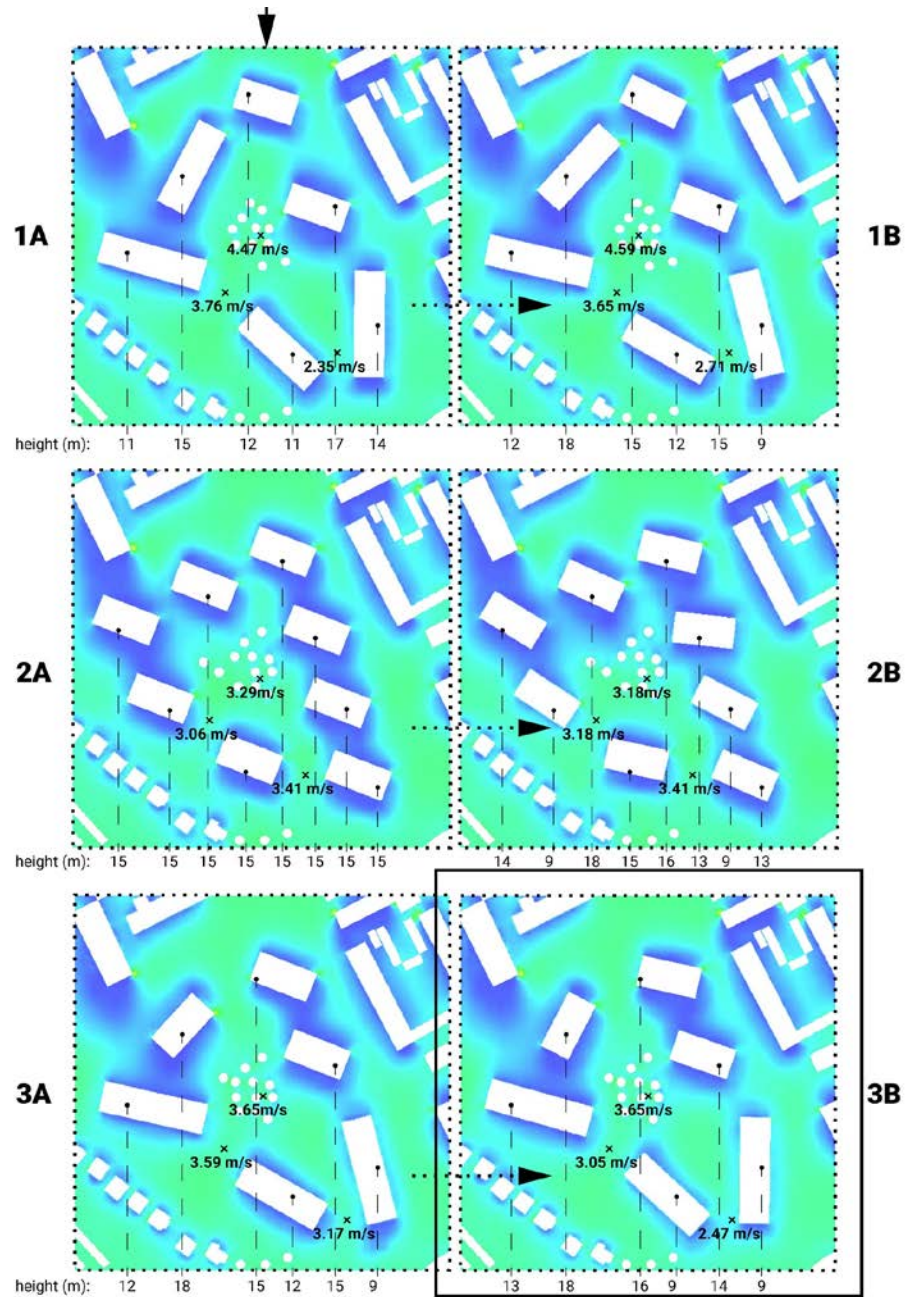 1A
4.47 m/s
3.76 m/s
2.35 m/s
1B
4.59 m/s
3.65 m/s
2.71 m/s
height (m): 11 15 12 11 17 14
12 18 15 12 15 9
2A
3.29m/s
3.06 m/s
3.41 m/s
2B
3.18m/s
3.18 m/s
3.41 m/s
height (m): 15 15 15 15 15 15 15 15
14 9 18 15 16 13 9 13
3A
3.65m/s
3.59 m/s
3.17 m/s
3B
3.65m/s
3.05 m/s
2.47 m/s
height (m): 12 18 15 12 15 9
13 18 16 9 14 9